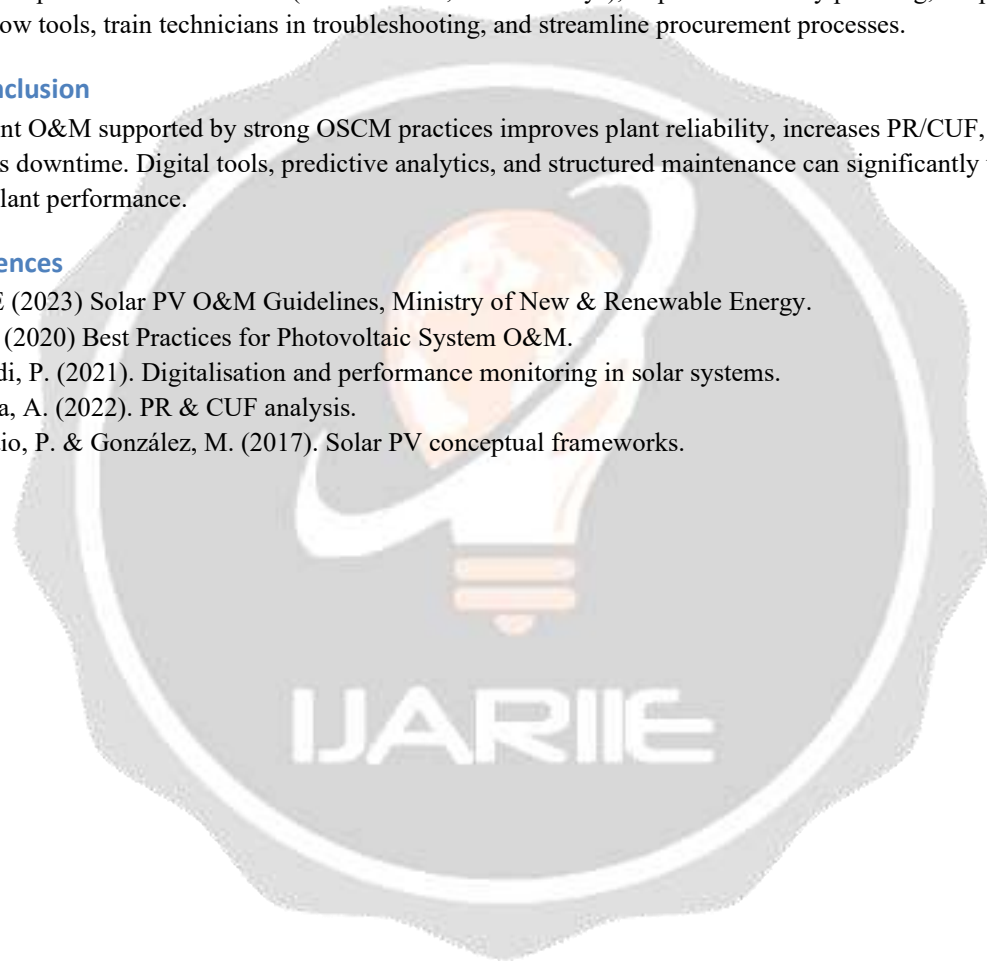 ow tools, train technicians in troubleshooting, and streamline procurement processes.
nclusion
nt O&M supported by strong OSCM practices improves plant reliability, increases PR/CUF,
s downtime. Digital tools, predictive analytics, and structured maintenance can significantly
lant performance.
ences
E (2023) Solar PV O&M Guidelines, Ministry of New & Renewable Energy.
(2020) Best Practices for Photovoltaic System O&M.
di, P. (2021). Digitalisation and performance monitoring in solar systems.
a, A. (2022). PR & CUF analysis.
io, P. & González, M. (2017). Solar PV conceptual frameworks.
IJARIIE